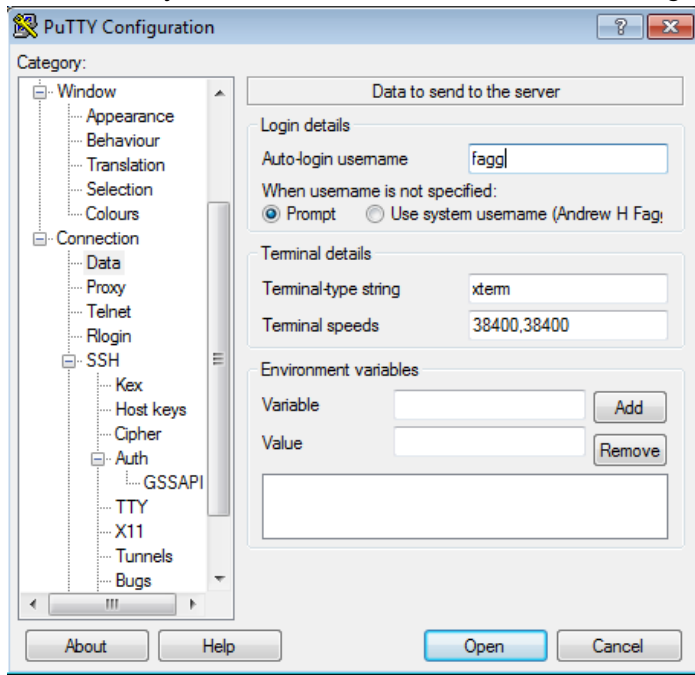 PuTTY Configuration
Category:
Window
Appearance
Behaviour
Translation
Selection
Colours
Connection
Data
Proxy
Telnet
Rlogin
SSH
Kex
Host keys
Cipher
Auth
GSSAPI
TTY
X11
Tunnels
Bugs
Data to send to the server
Login details
Auto-login username fagg
When username is not specified:
Prompt Use system username (Andrew H Fagg
Terminal details
Terminal-type string xterm
Terminal speeds 38400,38400
Environment variables
Variable Add
Value Remove
About Help Open Cancel